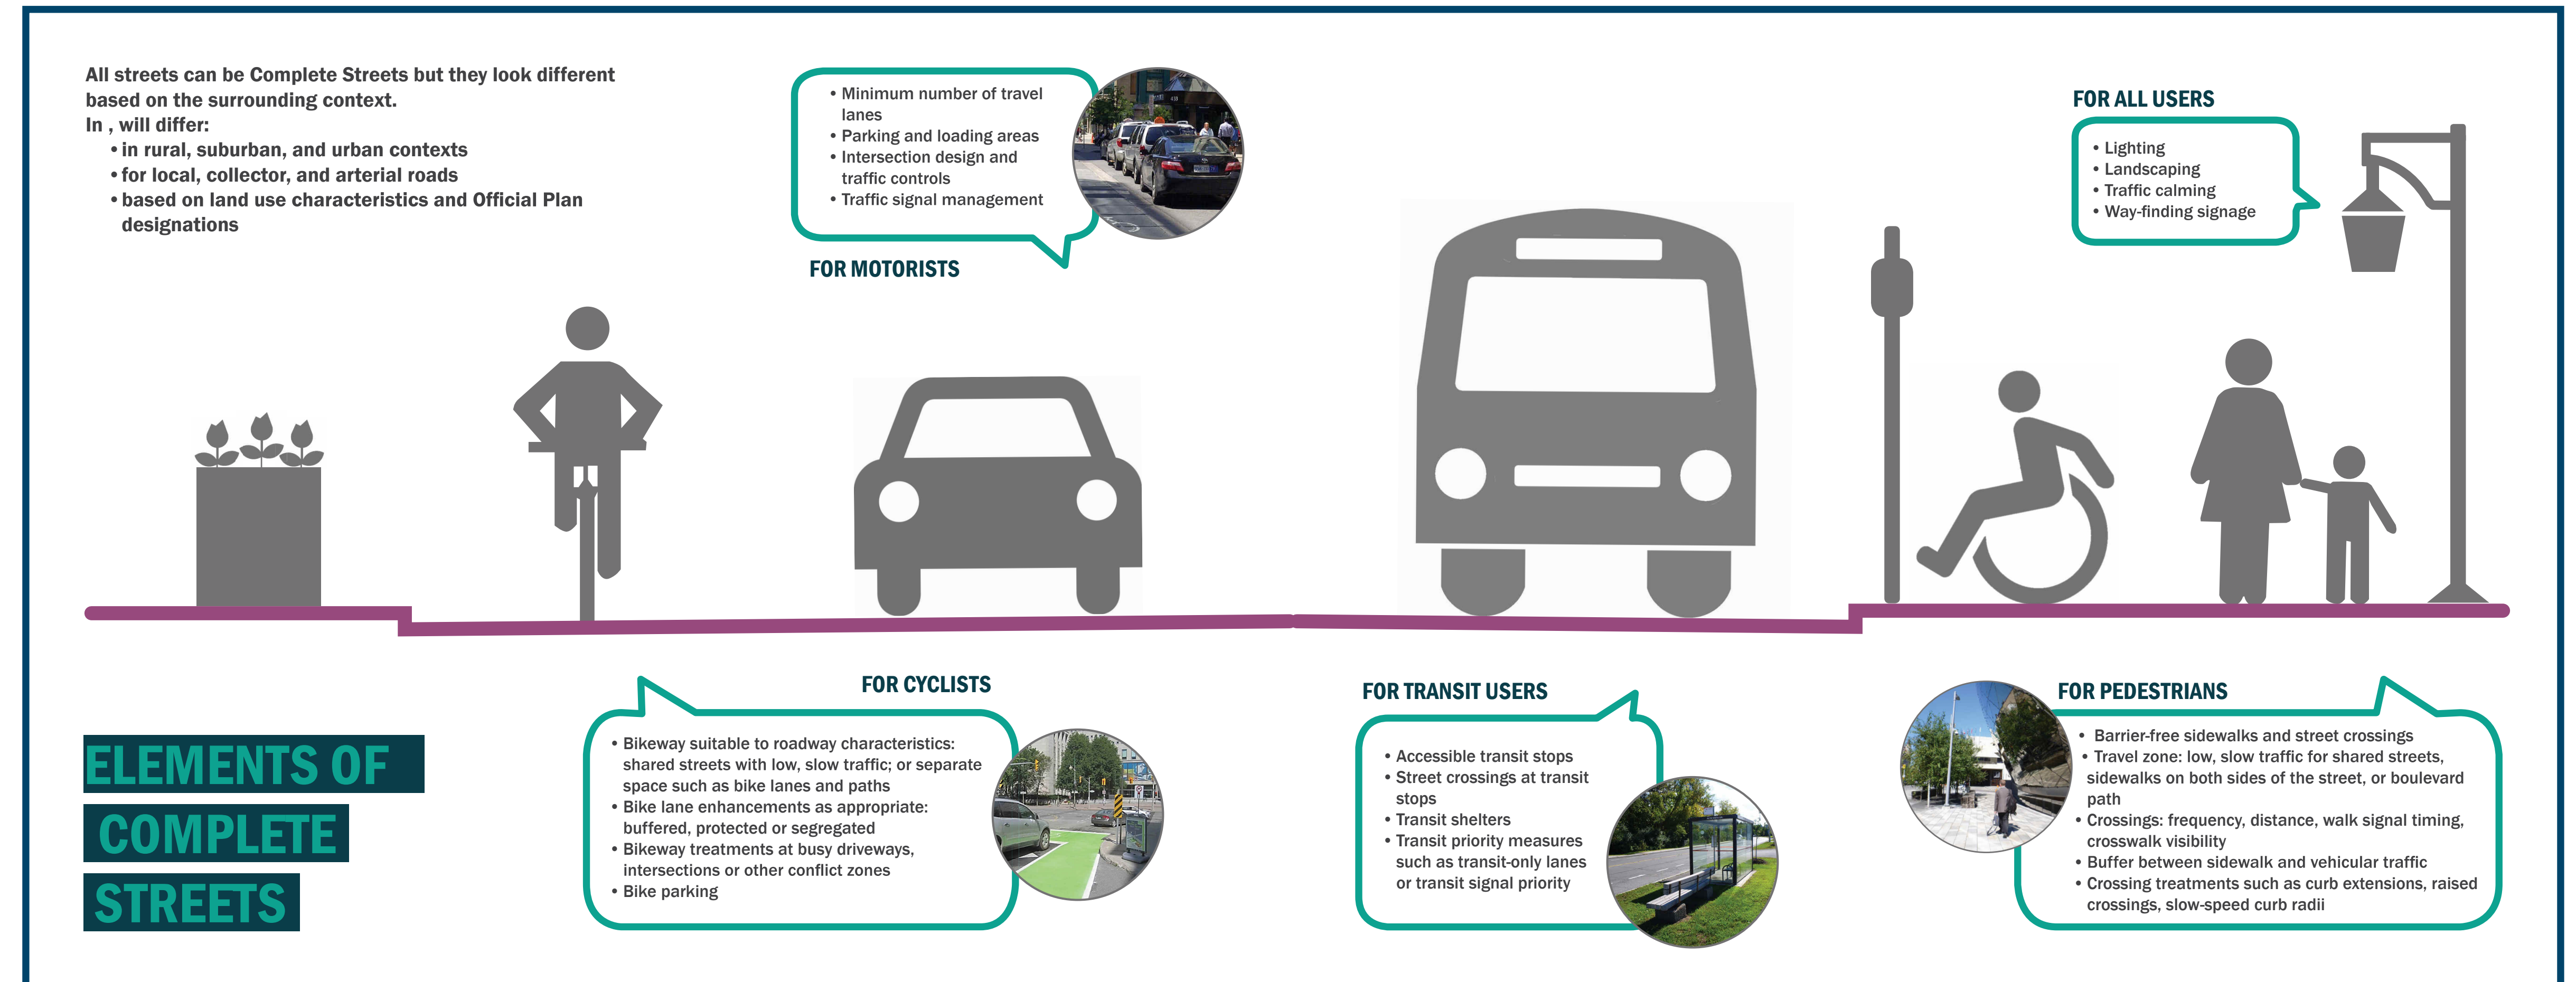 All streets can be Complete Streets but they look different
based on the surrounding context.
In , will differ:
• in rural, suburban, and urban contexts
• for local, collector, and arterial roads
• based on land use characteristics and Official Plan
designations
• Minimum number of travel
lanes
• Parking and loading areas
• Intersection design and
traffic controls
• Traffic signal management
FOR MOTORISTS
FOR ALL USERS
• Lighting
• Landscaping
• Traffic calming
• Way-finding signage
ELEMENTS OF
COMPLETE
STREETS
FOR CYCLISTS
• Bikeway suitable to roadway characteristics:
shared streets with low, slow traffic; or separate
space such as bike lanes and paths
• Bike lane enhancements as appropriate:
buffered, protected or segregated
• Bikeway treatments at busy driveways,
intersections or other conflict zones
• Bike parking
FOR TRANSIT USERS
• Accessible transit stops
• Street crossings at transit
stops
• Transit shelters
• Transit priority measures
such as transit-only lanes
or transit signal priority
FOR PEDESTRIANS
• Barrier-free sidewalks and street crossings
• Travel zone: low, slow traffic for shared streets,
sidewalks on both sides of the street, or boulevard
path
• Crossings: frequency, distance, walk signal timing,
crosswalk visibility
• Buffer between sidewalk and vehicular traffic
• Crossing treatments such as curb extensions, raised
crossings, slow-speed curb radii